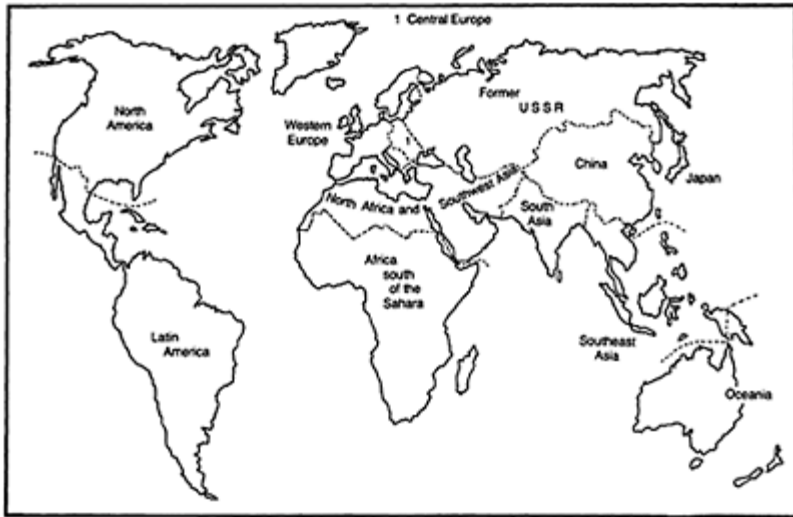 1 Central Europe
North
America
Former
U S S R
Western
Europe
1
China
Japan
Southwest Asia
North Africa and
South
Asia
Africa
south
of the
Sahara
Latin
America
Southeast
Asia
Oceania